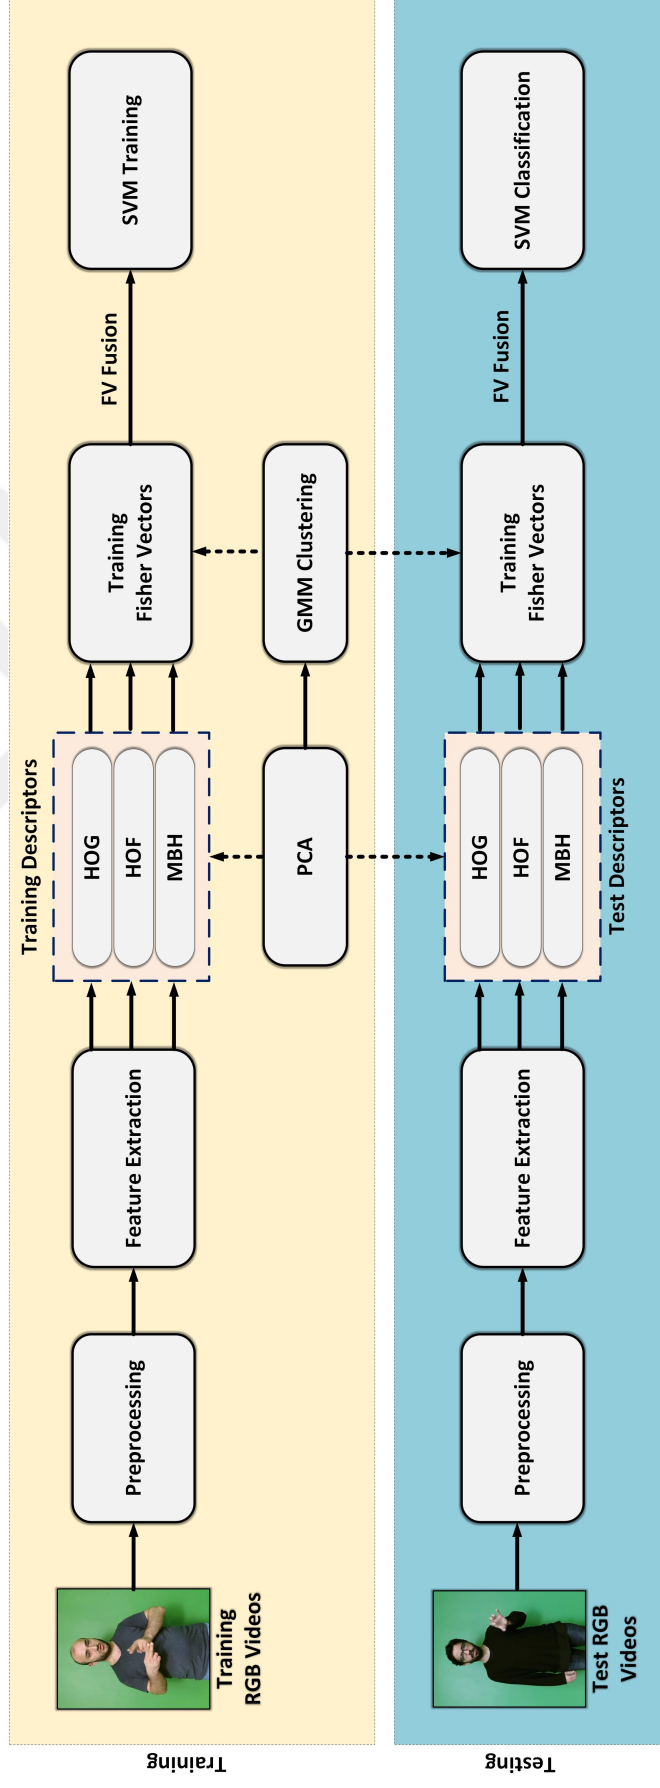 Training
Training
RGB Videos
Preprocessing
Feature Extraction
Training Descriptors
HOG
HOF
MBH
Training
Fisher Vectors
FV Fusion
SVM Training
PCA
GMM Clustering
Testing
Test RGB
Videos
Preprocessing
Feature Extraction
HOG
HOF
MBH
Test Descriptors
Training
Fisher Vectors
FV Fusion
SVM Classification